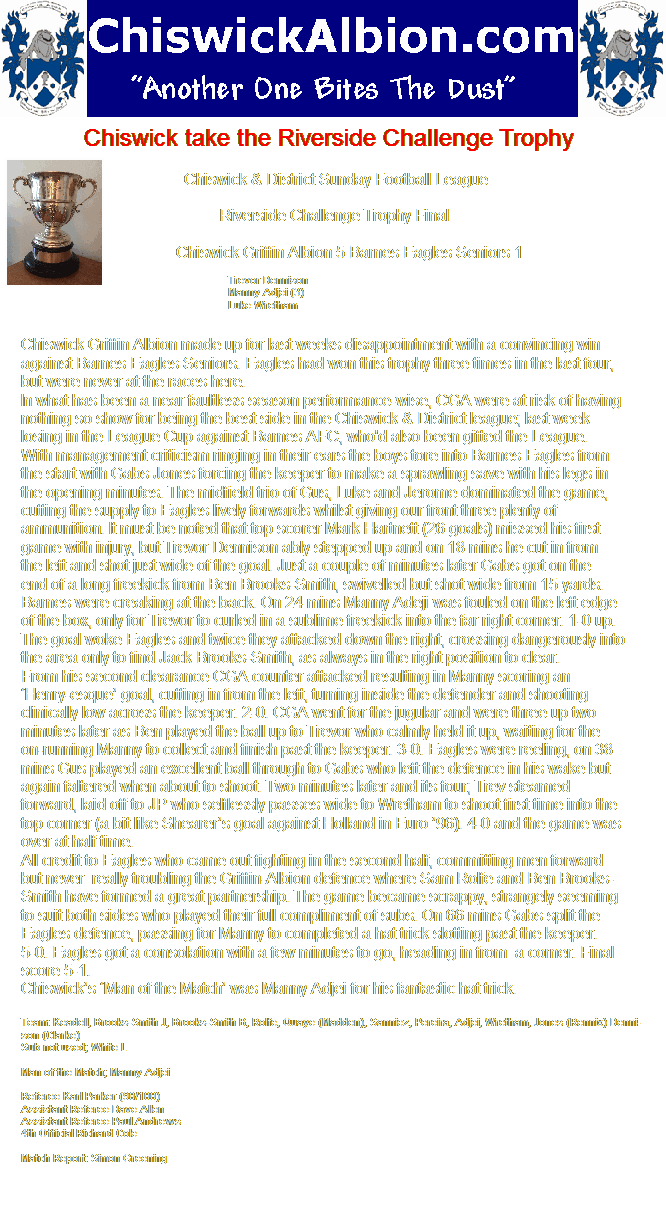 ChiswickAlbion.com
"Another One Bites The Dust"
Chiswick take the Riverside Challenge Trophy
Chiswick & District Sunday Football League
Riverside Challenge Trophy Final
Chiswick Griffin Albion 5 Barnes Eagles Seniors 1
Trevor Dennison
Manny Adjei (3)
Luke Wretham
Chiswick Griffin Albion made up for last weeks disappointment with a convincing win
against Barnes Eagles Seniors. Eagles had won this trophy three times in the last four,
but were never at the races here.
In what has been a near faultless season performance wise, CGA were at risk of having
nothing so show for being the best side in the Chiswick & District league; last week
losing in the League Cup against Barnes AFC, who'd also been gifted the League.
With management criticism ringing in their ears the boys tore into Barnes Eagles from
the start with Gabs Jones forcing the keeper to make a sprawling save with his legs in
the opening minutes. The midfield trio of Gus, Luke and Jerome dominated the game,
cutting the supply to Eagles lively forwards whilst giving our front three plenty of
ammunition. It must be noted that top scorer Mark Hartnett (26 goals) missed his first
game with injury, but Trevor Dennison ably stepped up and on 18 mins he cut in from
the left and shot just wide of the goal. Just a couple of minutes later Gabs got on the
end of a long freekick from Ben Brooks-Smith, swivelled but shot wide from 15 yards.
Barnes were creaking at the back. On 24 mins Manny Adeji was fouled on the left edge
of the box, only for Trevor to curled in a sublime freekick into the far right corner. 1-0 up.
The goal woke Eagles and twice they attacked down the right, crossing dangerously into
the area only to find Jack Brooks-Smith, as always in the right position to clear.
From his second clearance CGA counter attacked resulting in Manny scoring an
'Henry-esque' goal, cutting in from the left, turning inside the defender and shooting
clinically low across the keeper. 2-0. CGA went for the jugular and were three up two
minutes later as Ben played the ball up to Trevor who calmly held it up, waiting for the
on-running Manny to collect and finish past the keeper. 3-0. Eagles were reeling, on 38
mins Gus played an excellent ball through to Gabs who left the defence in his wake but
again faltered when about to shoot. Two minutes later and its four; Trev steamed
forward, laid off to JP who selflessly passes wide to Wretham to shoot first time into the
top corner (a bit like Shearer's goal against Holland in Euro '96). 4-0 and the game was
over at half time.
All credit to Eagles who came out fighting in the second half, committing men forward
but never really troubling the Griffin Albion defence where Sam Rolfe and Ben Brooks-
Smith have formed a great partnership. The game became scrappy, strangely seeming
to suit both sides who played their full compliment of subs. On 66 mins Gabs split the
Eagles defence, passing for Manny to completed a hat trick slotting past the keeper.
5-0. Eagles got a consolation with a few minutes to go, heading in from a corner. Final
score 5-1.
Chiswick's 'Man of the Match' was Manny Adjei for his fantastic hat trick.
Team: Brooks-Smith J, Brooks-Smith B, Rolfe, Quaye (Madden), Pereira, Adjei, Wretham, Jones Denni-
son (Clarke)
Sub not used; White L
Man of the Match; Manny Adjei
Referee Karl Parker
Assistant Referee Dave Allen
Assistant Referee Paul Andrews
4th Official Richard Cole
Match Report: Simon Greening